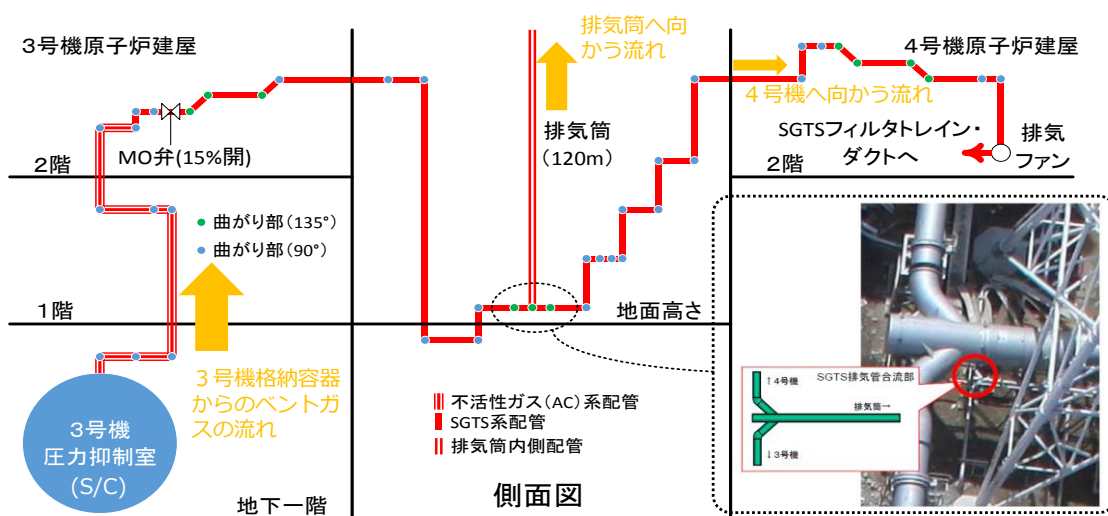 3号機原子炉建屋
MO弁(15%開)
2階
曲がり部(135°)
曲がり部(90°)
1階
3号機格納容器
からのベントガ
スの流れ
3号機
圧力抑制室
(S/C)
地下一階
排気筒へ向
かう流れ
排気筒
(120m)
地面高さ
不活性ガス(AC)系配管
SGTS系配管
排気筒内側配管
側面図
4号機原子炉建屋
4号機へ向かう流れ
SGTSフィルタトレイン・
ダクトへ
排気
ファン
2階
SGTS排気管合流部
↑4号機
排気筒→
↓3号機